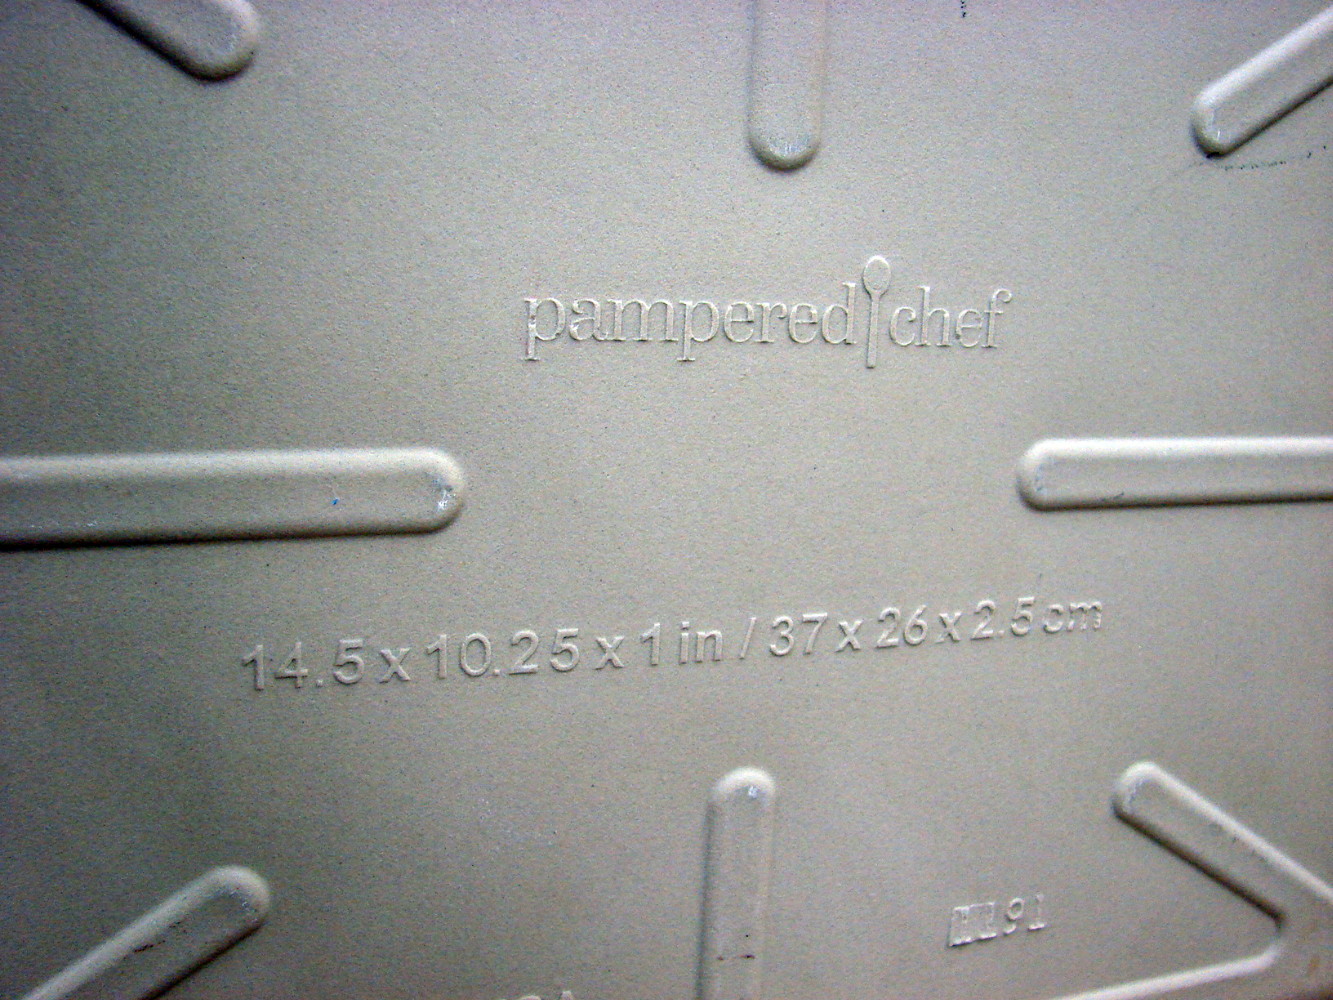 pampered chef
14.5 x 10.25 x 1 in / 37 x 26 x 2.5 cm